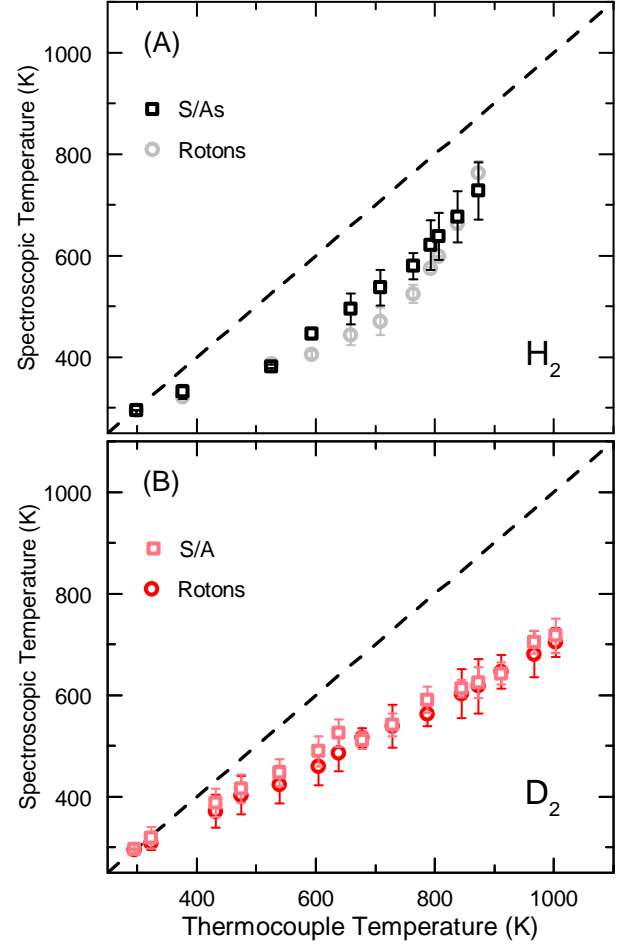 (A)
S/As
Rotons
H2
1000
800
600
400
Spectroscopic Temperature (K)
(B)
S/A
Rotons
D2
1000
800
600
400
Spectroscopic Temperature (K)
400 600 800 1000
Thermocouple Temperature (K)